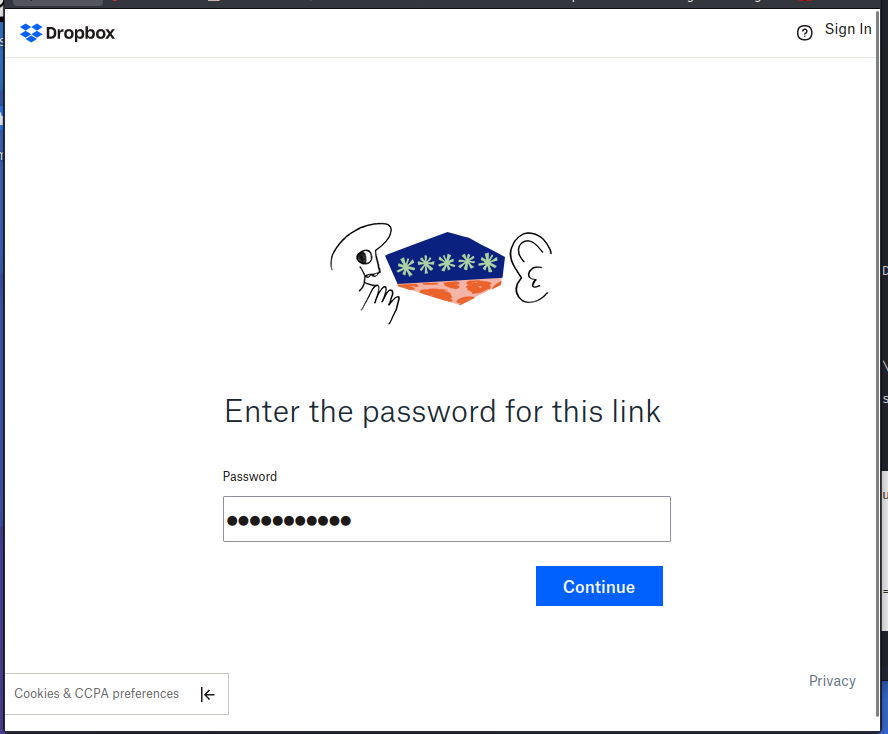 Dropbox
Sign In
Enter the password for this link
Password
●●●●●●●●●●●
Continue
Cookies & CCPA preferences
Privacy